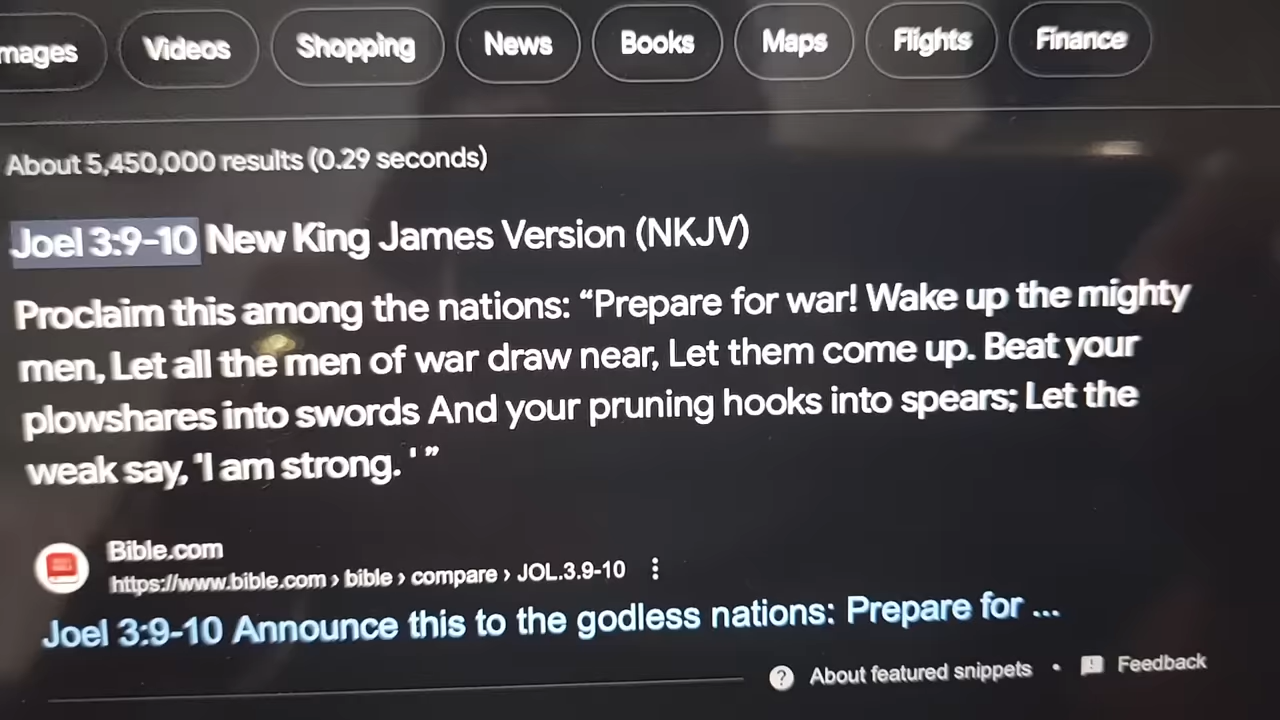 mages Videos Shopping News Books Maps Flights Finance
About 5,450,000 results (0.29 seconds)
Joel 3:9-10 New King James Version (NKJV)
Proclaim this among the nations: “Prepare for war! Wake up the mighty
men, Let all the men of war draw near, Let them come up. Beat your
plowshares into swords And your pruning hooks into spears; Let the
weak say, 'I am strong. ' ”
Bible.com
https://www.bible.com › bible › compare › JOL.3.9-10
Joel 3:9-10 Announce this to the godless nations: Prepare for ...
About featured snippets • Feedback